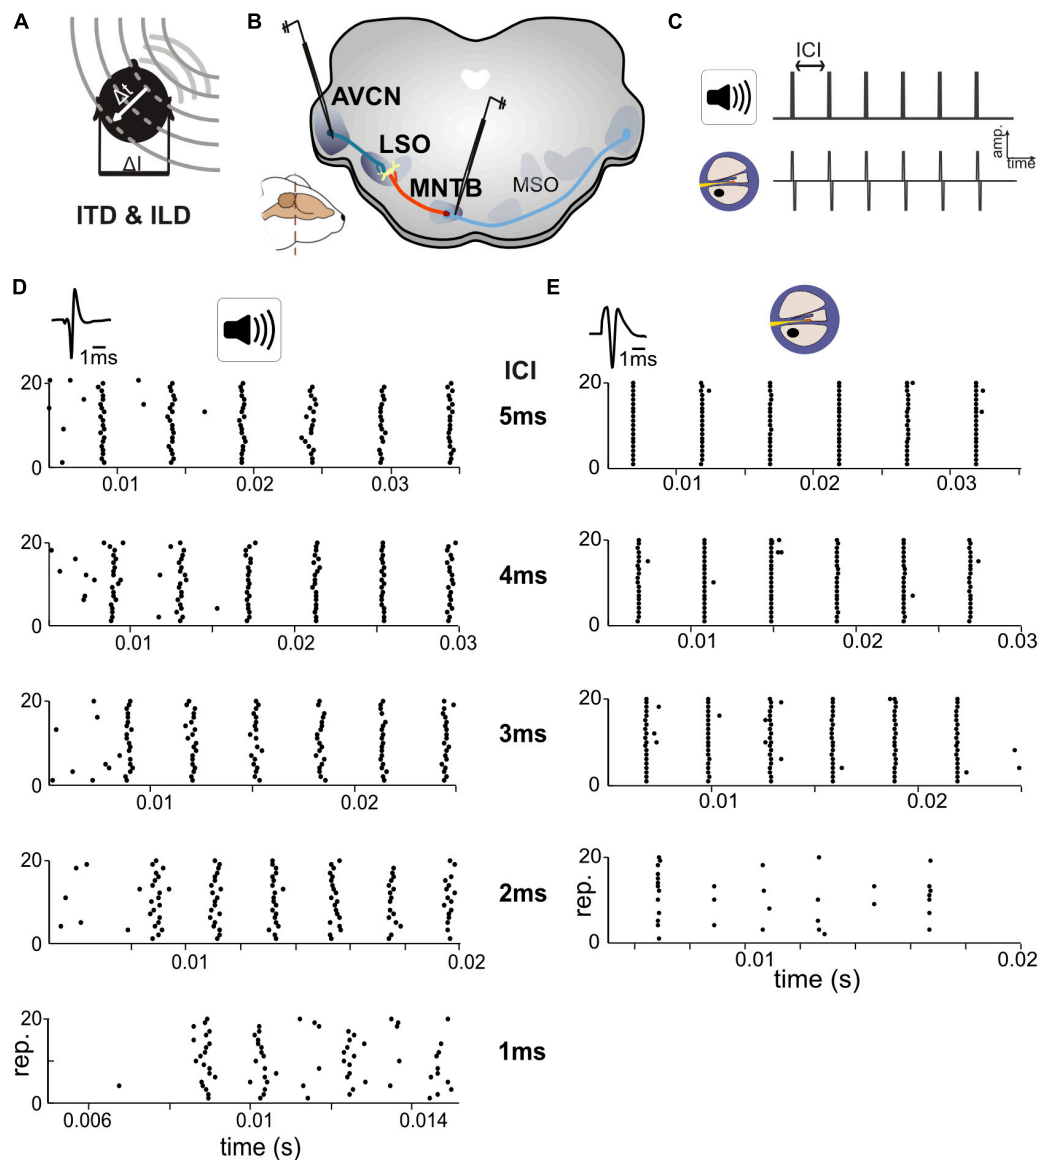 A
Δt
ΔI
ITD & ILD
B
AVCN
LSO
MNTB
MSO
C
ICI
amp.
time
D
1ms
E
1ms
ICI
20
0
0.01
0.02
0.03
5ms
20
0
0.01
0.02
0.03
20
0
0.01
0.02
0.03
4ms
20
0
0.01
0.02
0.03
20
0
0.01
0.02
3ms
20
0
0.01
0.02
20
0
0.01
0.02
2ms
rep.
20
0
0.01
0.02
time (s)
rep.
20
0
0.006
0.01
0.014
time (s)
1ms